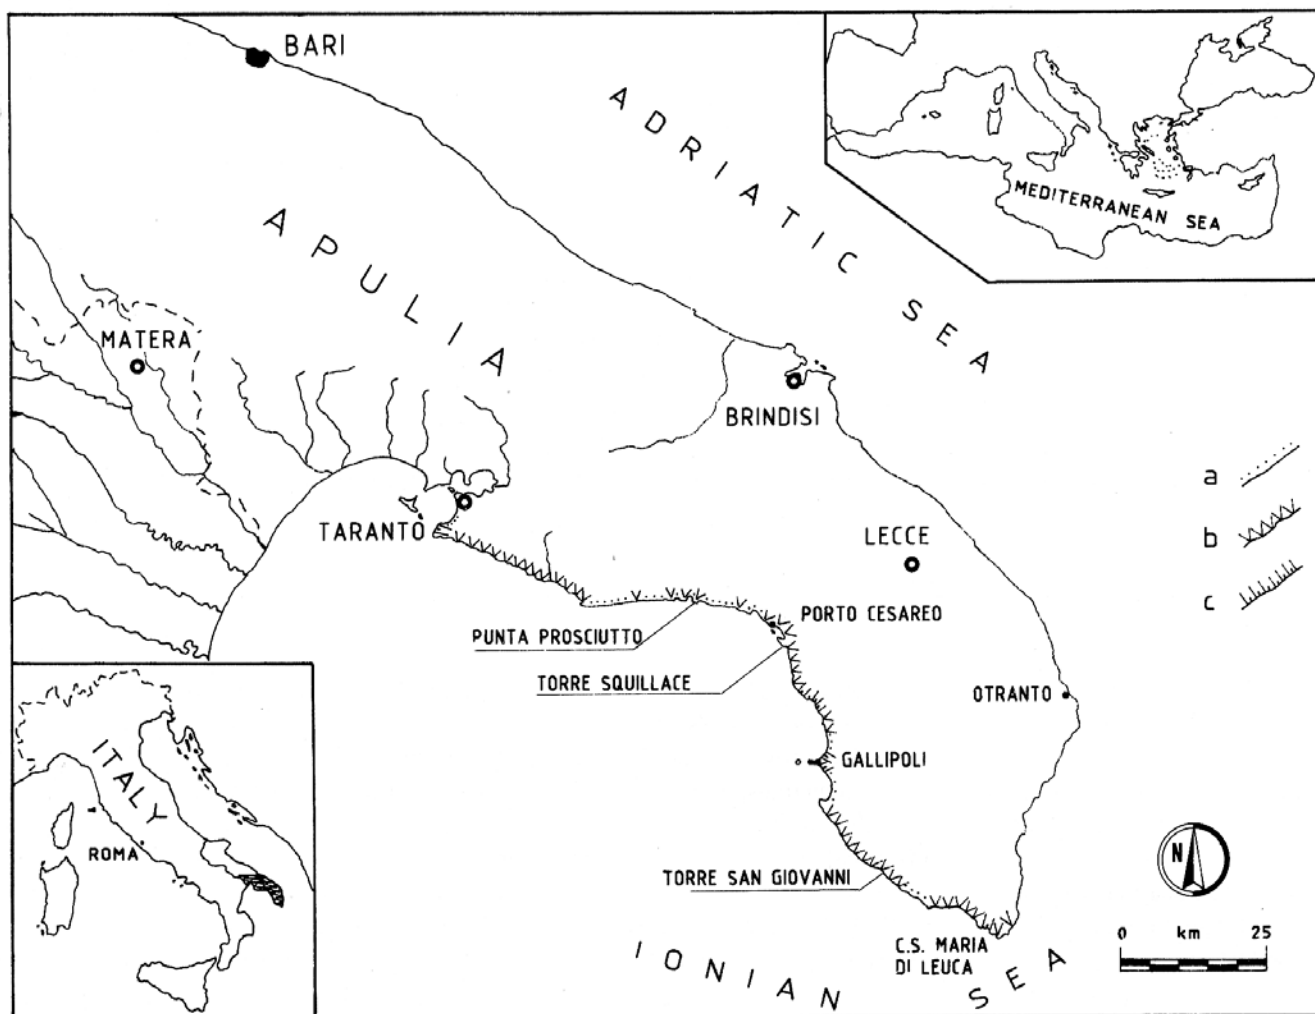 BARI
ADRIATIC SEA
MEDITERRANEAN SEA
APULIA
MATERA
BRINDISI
a
b
c
TARANTO
LECCE
PORTO CESAREO
PUNTA PROSCIUTTO
TORRE SQUILLACE
OTRANTO
GALLIPOLI
ITALY
ROMA
TORRE SAN GIOVANNI
N
C.S. MARIA
DI LEUCA
0 km 25
IONIAN SEA